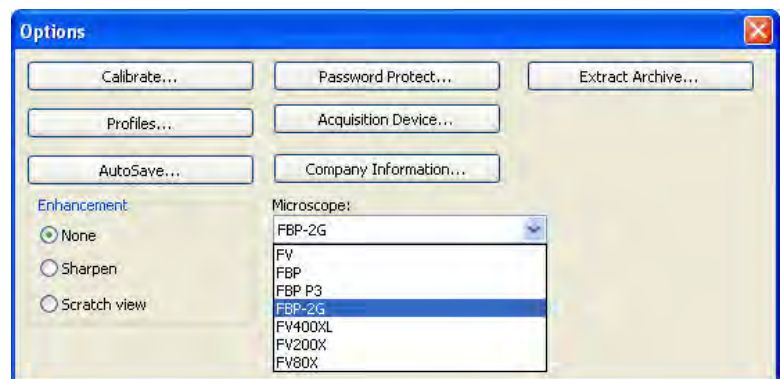 Options
Calibrate...
Password Protect...
Extract Archive...
Profiles...
Acquisition Device...
AutoSave...
Company Information...
Enhancement
None
Sharpen
Scratch view
Microscope:
FBP-2G
FV
FBP
FBP P3
FBP-2G
FV400XL
FV200X
FV80X